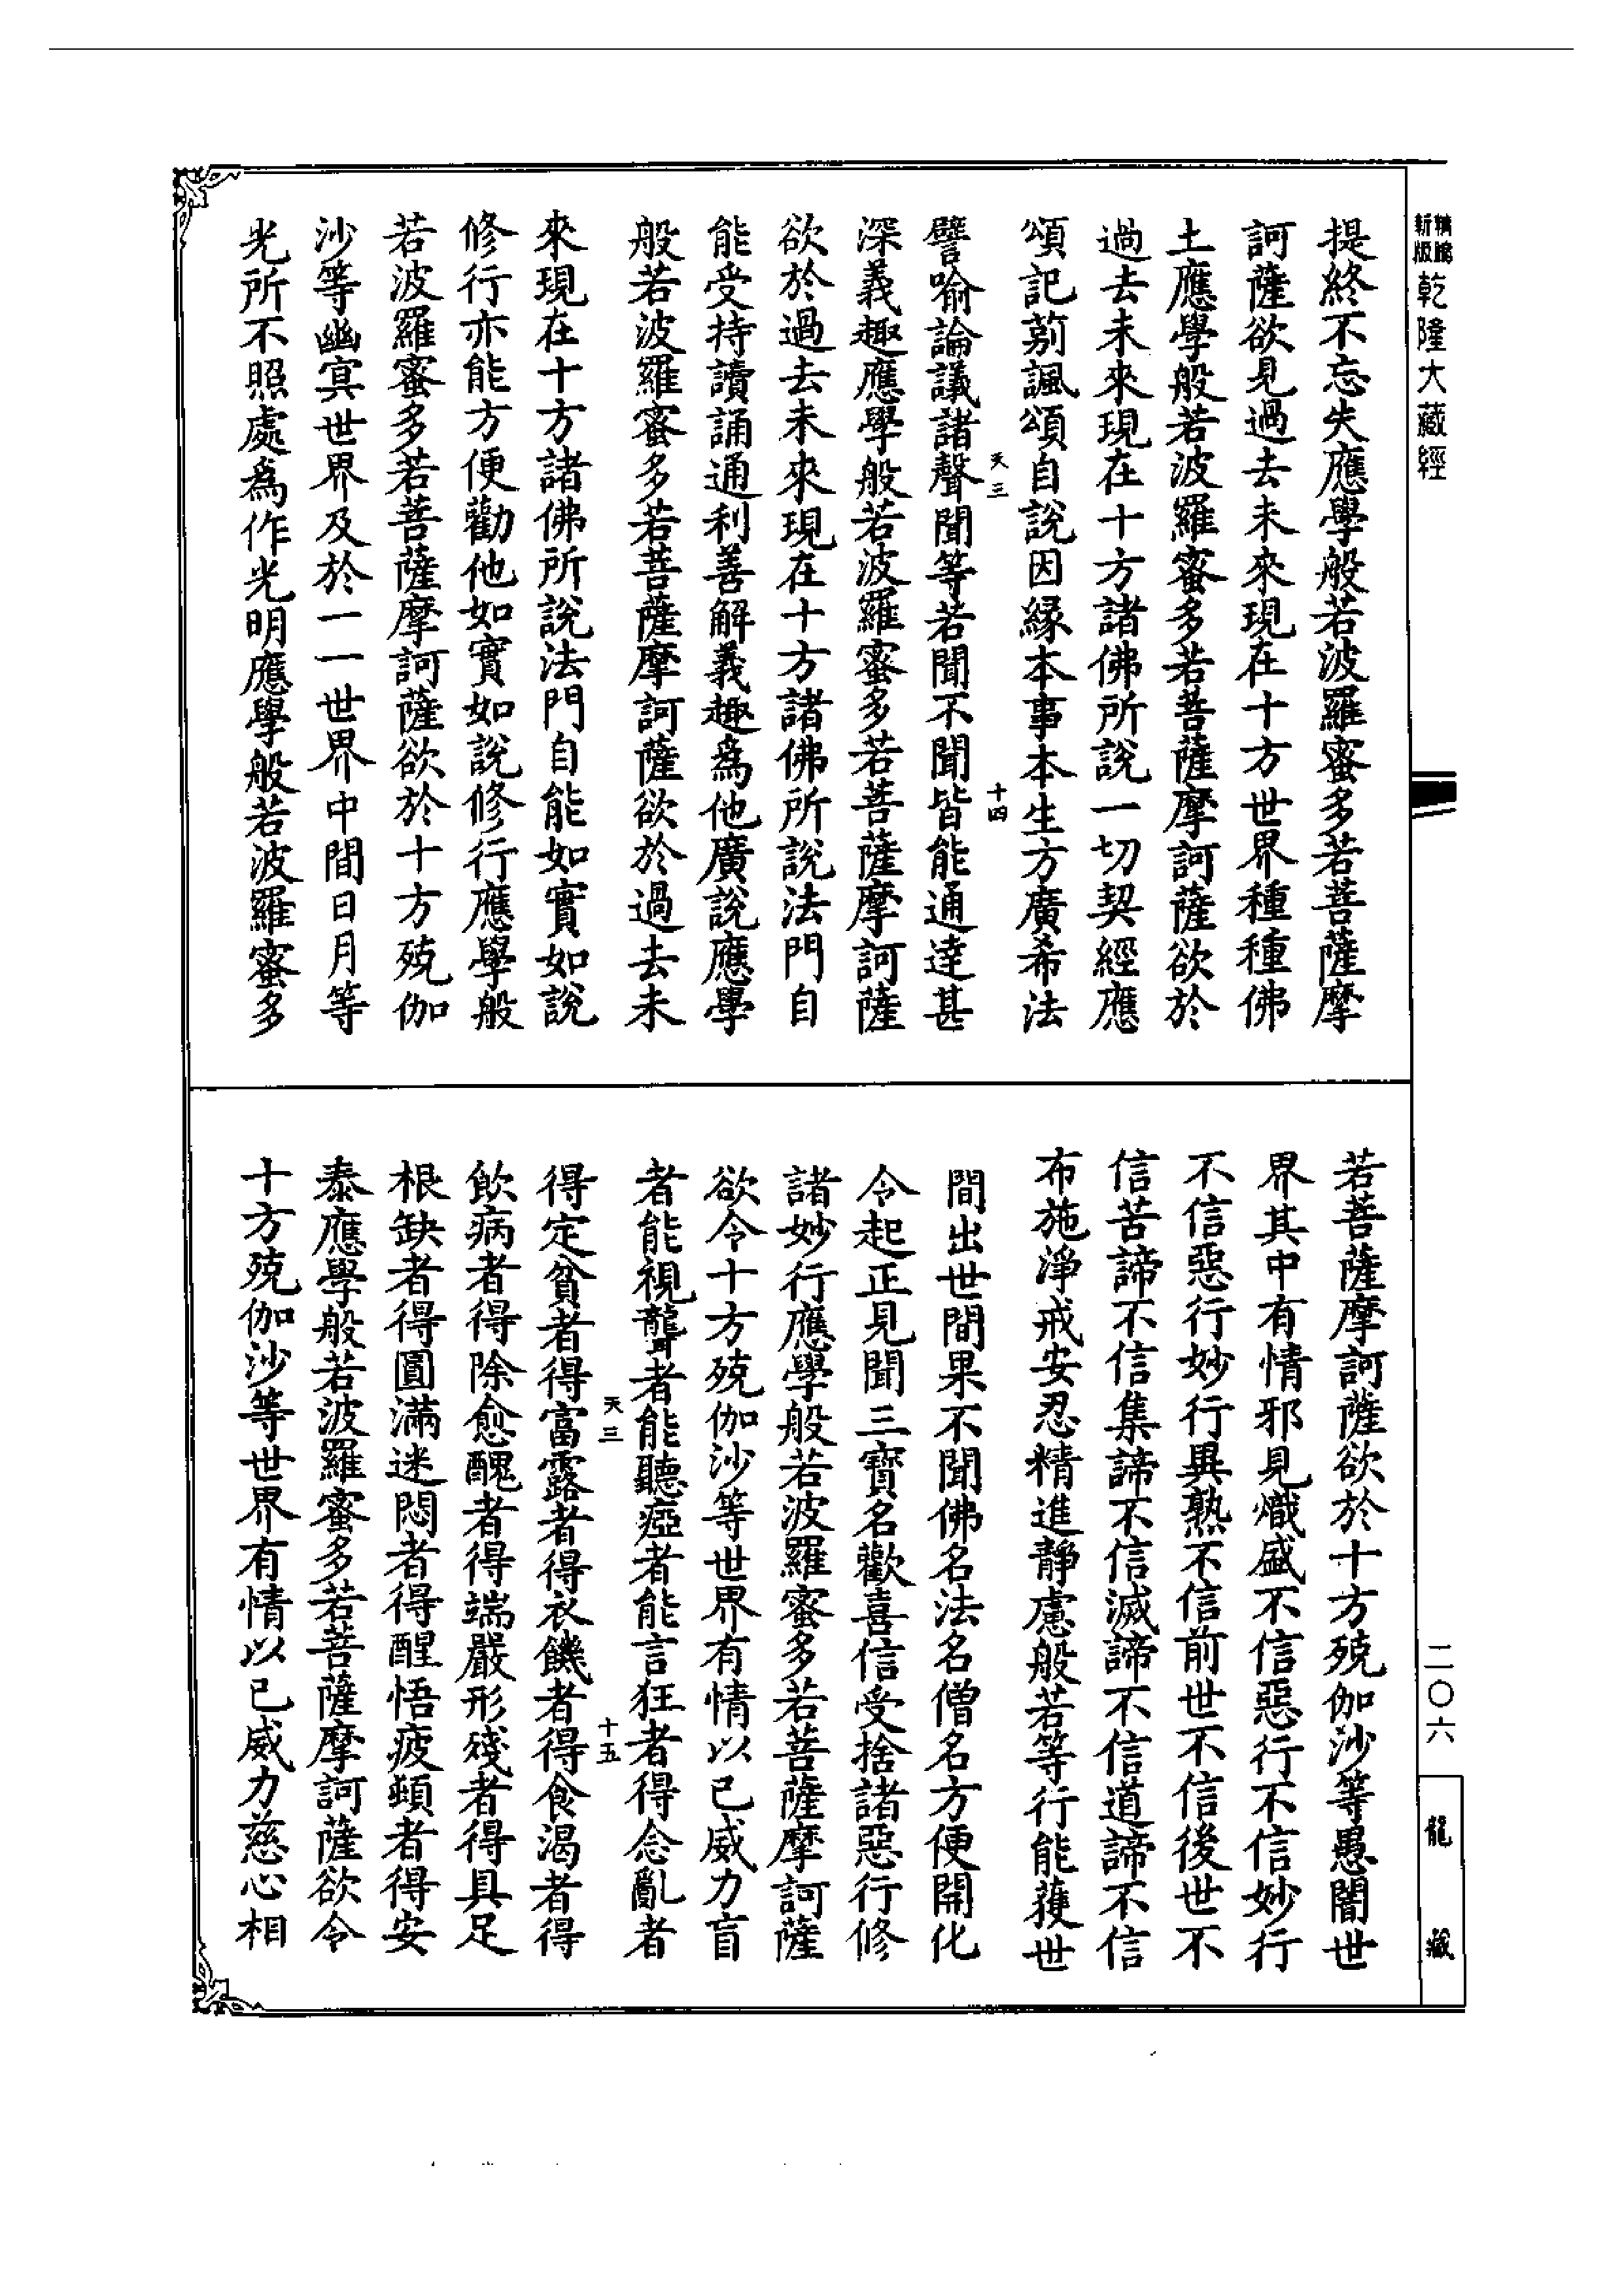 精縮新版
乾隆大藏經
提終不忘失應學般若波羅蜜多若菩薩摩
訶薩欲見過去未來現在十方世界種種佛
土應學般若波羅蜜多若菩薩摩訶薩欲於
過去未來現在十方諸佛所說一切契經應
頌記莂諷頌自說因緣本事本生方廣希法
天三
十四
譬喻論議諸聲聞等若聞不聞皆能通達甚
深義趣應學般若波羅蜜多若菩薩摩訶薩
欲於過去未來現在十方諸佛所說法門自
能受持讀誦通利善解義趣為他廣說應學
般若波羅蜜多若菩薩摩訶薩欲於過去未
來現在十方諸佛所說法門自能如實如說
修行亦能方便勸他如實如說修行應學般
若波羅蜜多若菩薩摩訶薩欲於十方殑伽
沙等幽冥世界及於一一世界中間日月等
光所不照處為作光明應學般若波羅蜜多
若菩薩摩訶薩欲於十方殑伽沙等愚闇世
界其中有情邪見熾盛不信惡行不信妙行
不信惡行妙行異熟不信前世不信後世不
信苦諦不信集諦不信滅諦不信道諦不信
布施淨戒安忍精進靜慮般若等行能獲世
間出世間果不聞佛名法名僧名方便開化
令起正見聞三寶名歡喜信受捨諸惡行修
諸妙行應學般若波羅蜜多若菩薩摩訶薩
欲令十方殑伽沙等世界有情以己威力盲
者能視聾者能聽瘂者能言狂者得念亂者
天三
十五
得定貧者得富露者得衣饑者得食渴者得
飲病者得除愈醜者得端嚴形殘者得具足
根缺者得圓滿迷悶者得醒悟疲頓者得安
泰應學般若波羅蜜多若菩薩摩訶薩欲令
十方殑伽沙等世界有情以己威力慈心相
二〇六
龍藏